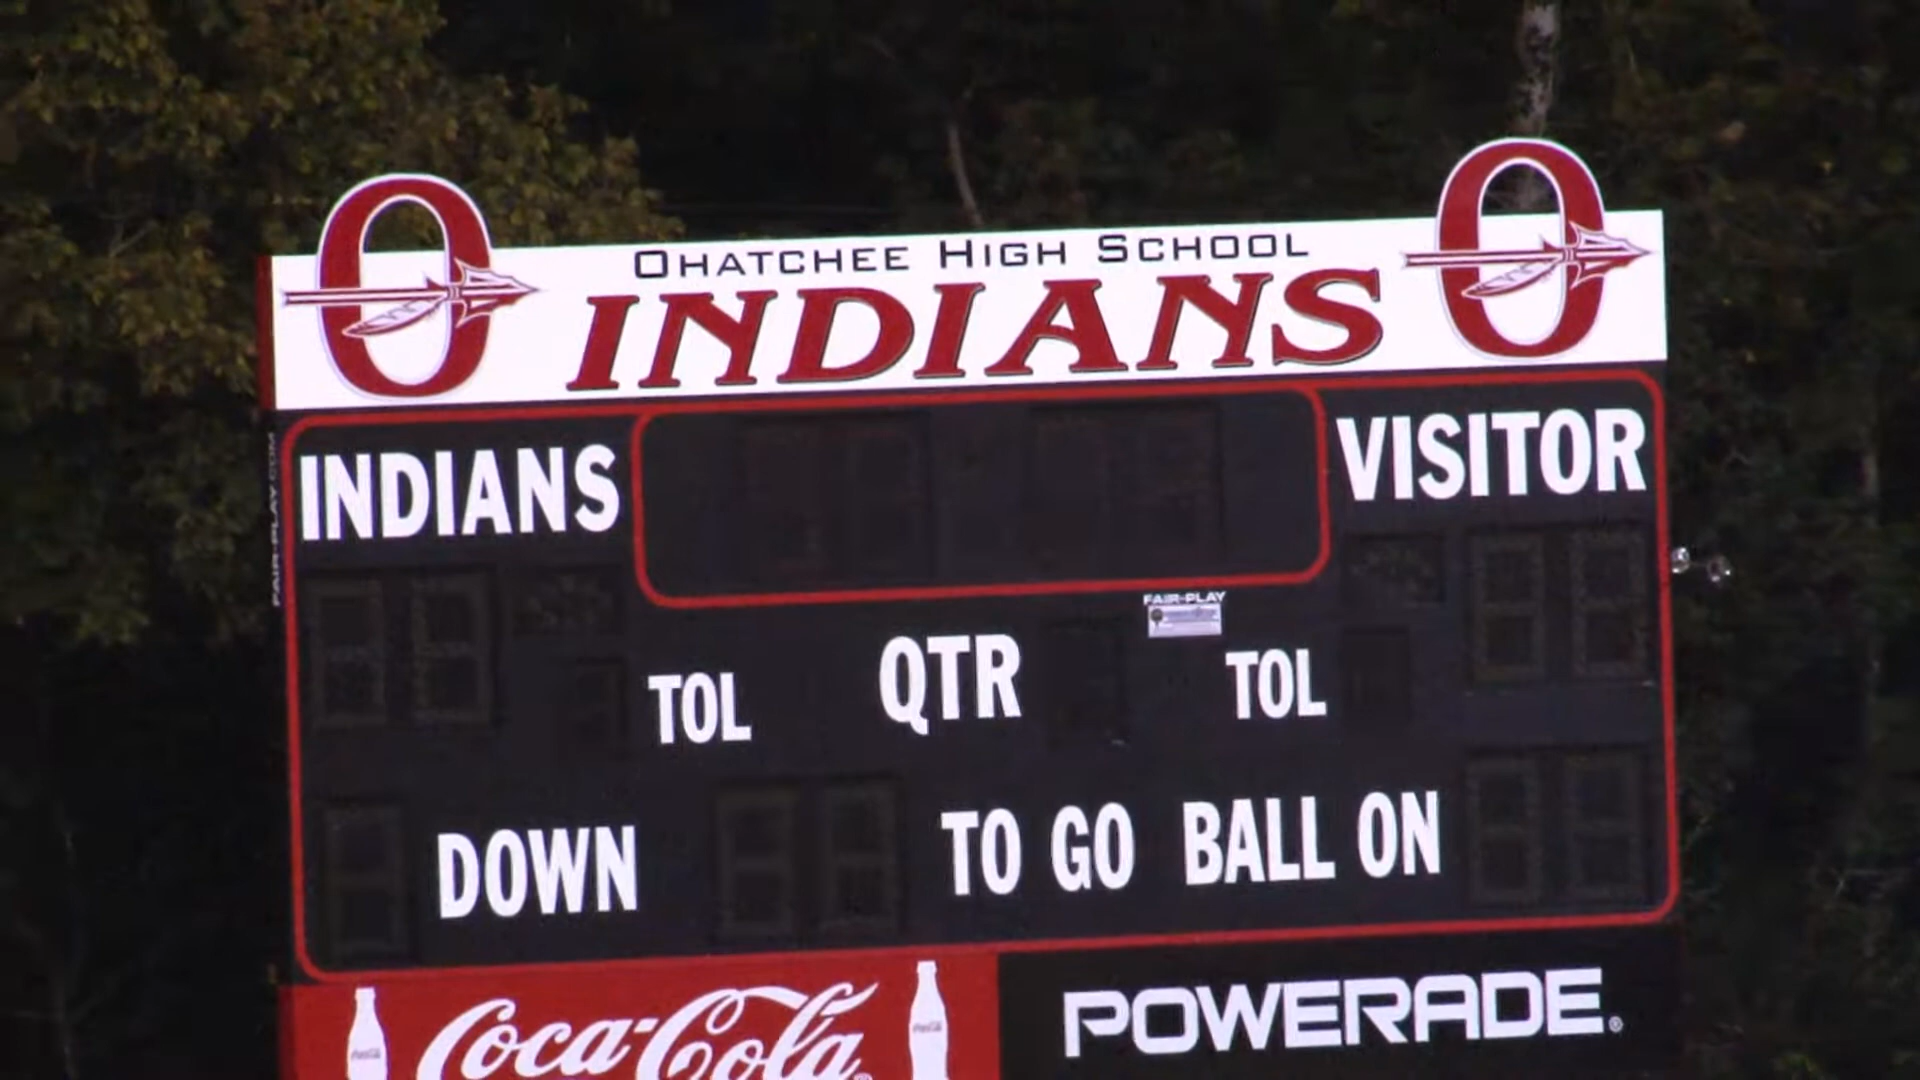 OHATCHEE HIGH SCHOOL
INDIANS
INDIANS
VISITOR
FAIR-PLAY
TOL QTR TOL
DOWN TO GO BALL ON
FAIR-PLAY.COM
Coca-Cola
POWERADE®